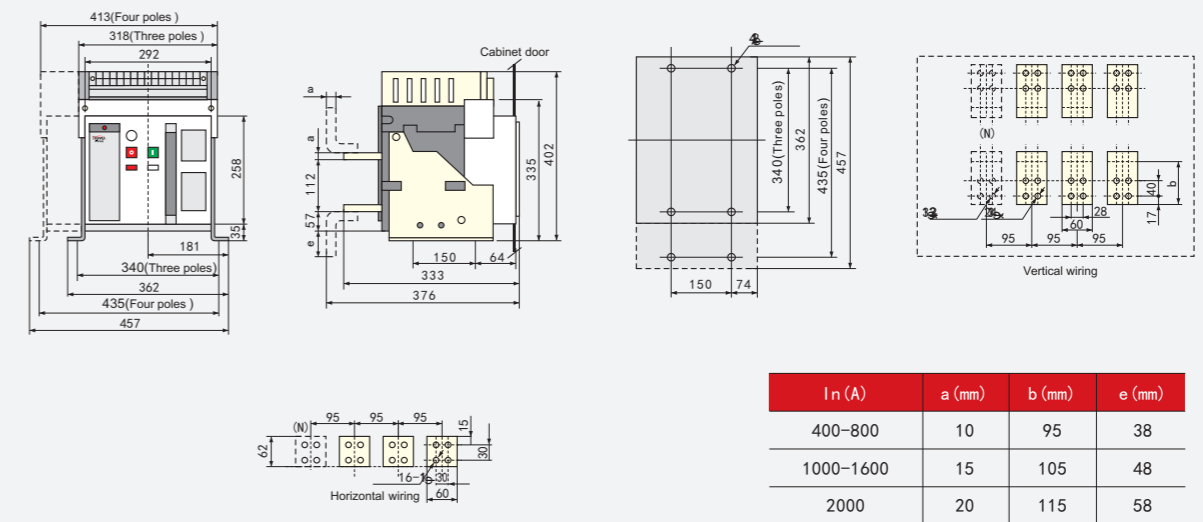 413(Four poles )
318(Three poles )
292
258
35
181
340(Three poles)
362
435(Four poles )
457
Cabinet door
a
a
112
57
e
335
402
150
64
333
376
340(Three poles)
362
435(Four poles)
457
150
74
(N)
b
40
17
28
60
95
95
95
Vertical wiring
(N)
95
95
95
15
62
30
30
60
Horizontal wiring
In(A) a(mm) b(mm) e(mm)
400-800 10 95 38
1000-1600 15 105 48
2000 20 115 58